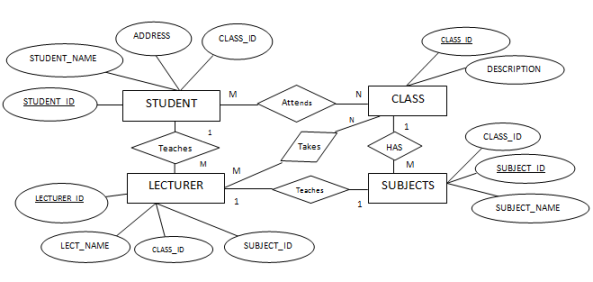 ADDRESS
CLASS_ID
STUDENT_NAME
STUDENT_ID
STUDENT
M
Attends
N
CLASS
CLASS_ID
DESCRIPTION
1
Teaches
M
Takes
N
M
1
HAS
M
CLASS_ID
SUBJECT_ID
SUBJECT_NAME
LECTURER
1
Teaches
1
SUBJECTS
LECTURER_ID
LECT_NAME
CLASS_ID
SUBJECT_ID